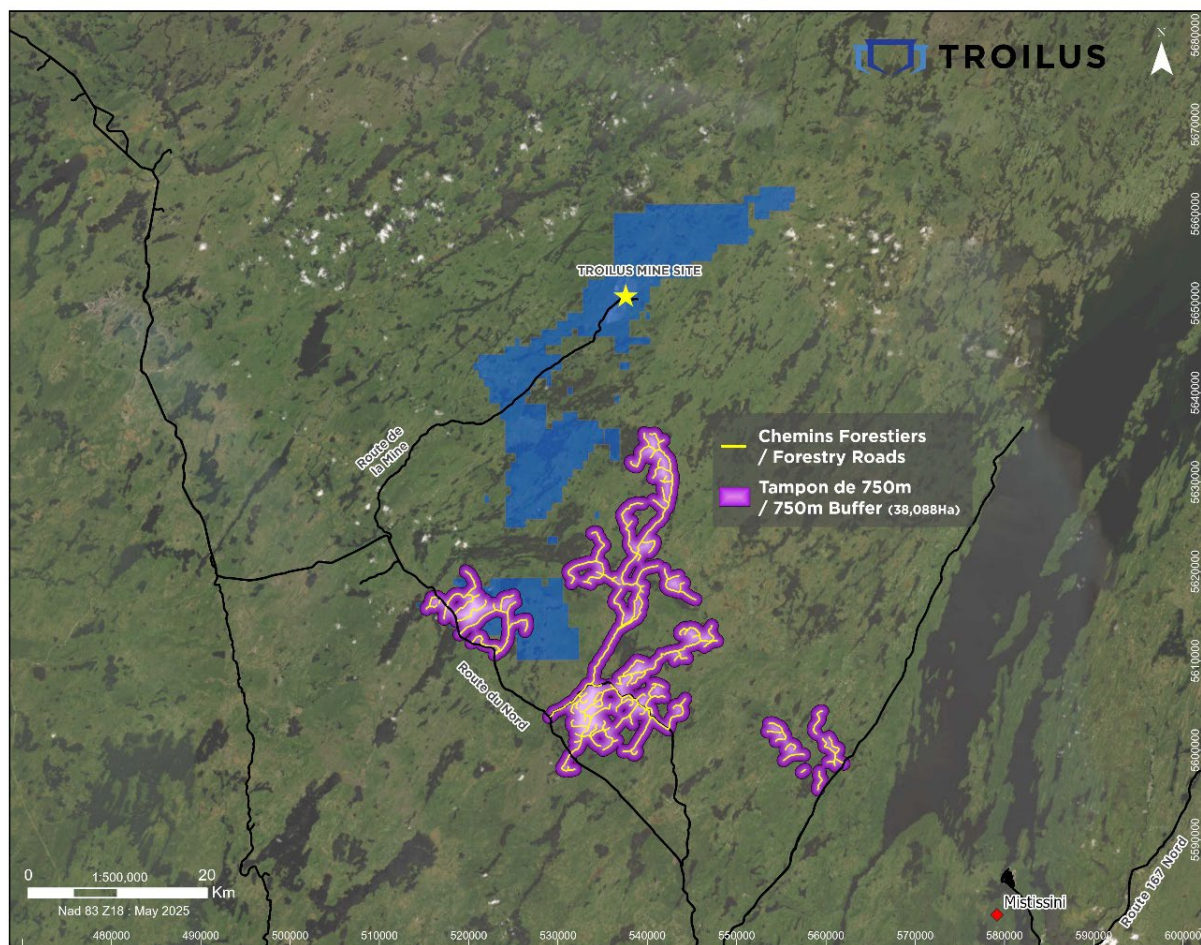 TROILUS
N
TROILUS MINE SITE
Route de
la Mine
Chemins Forestiers
/ Forestry Roads
Tampon de 750m
/ 750m Buffer (38,088Ha)
Route du Nord
Route 167 Nord
Mistissini
0 1:500,000 20
Km
Nad 83 Z18 : May 2025
480000 490000 500000 510000 520000 530000 540000 550000 560000 570000 580000 590000 600000
5680000
5670000
5660000
5650000
5640000
5630000
5620000
5610000
5600000
5590000